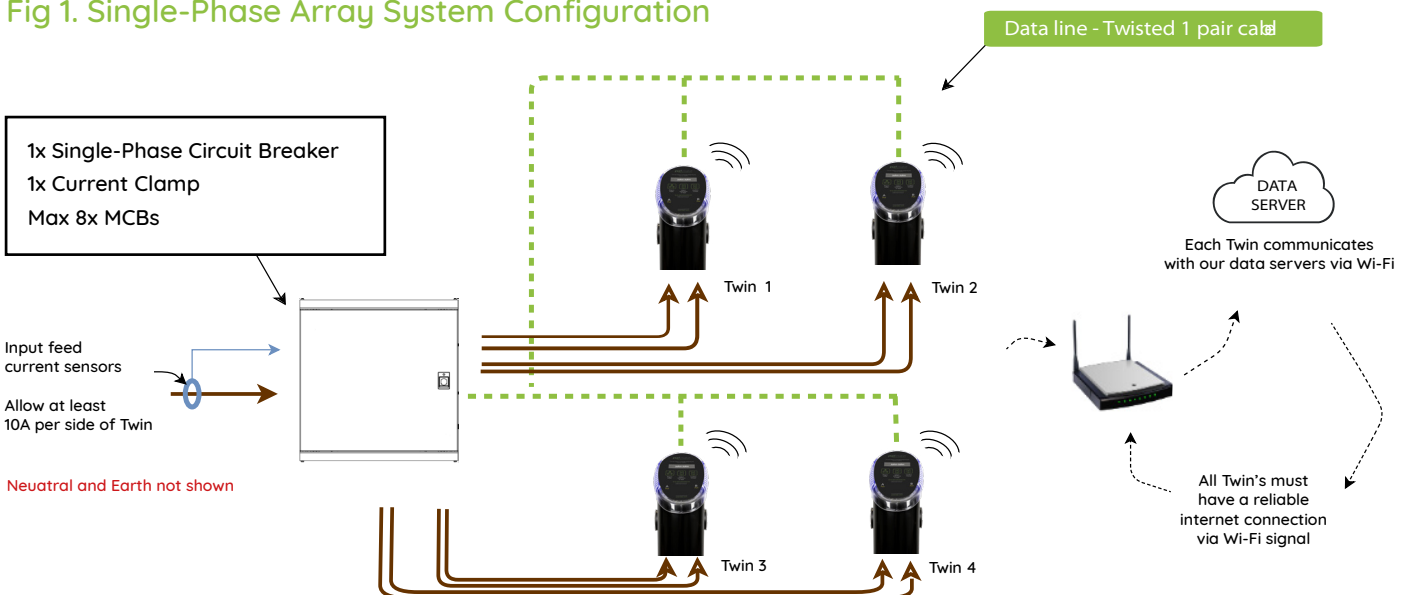 Fig 1. Single-Phase Array System Configuration
Data line - Twisted 1 pair cabel
1x Single-Phase Circuit Breaker
1x Current Clamp
Max 8x MCBs
DATA
SERVER
Each Twin communicates
with our data servers via Wi-Fi
Twin 1
Twin 2
Input feed
current sensors
Allow at least
10A per side of Twin
Neuatral and Earth not shown
All Twin's must
have a reliable
internet connection
via Wi-Fi signal
Twin 3
Twin 4